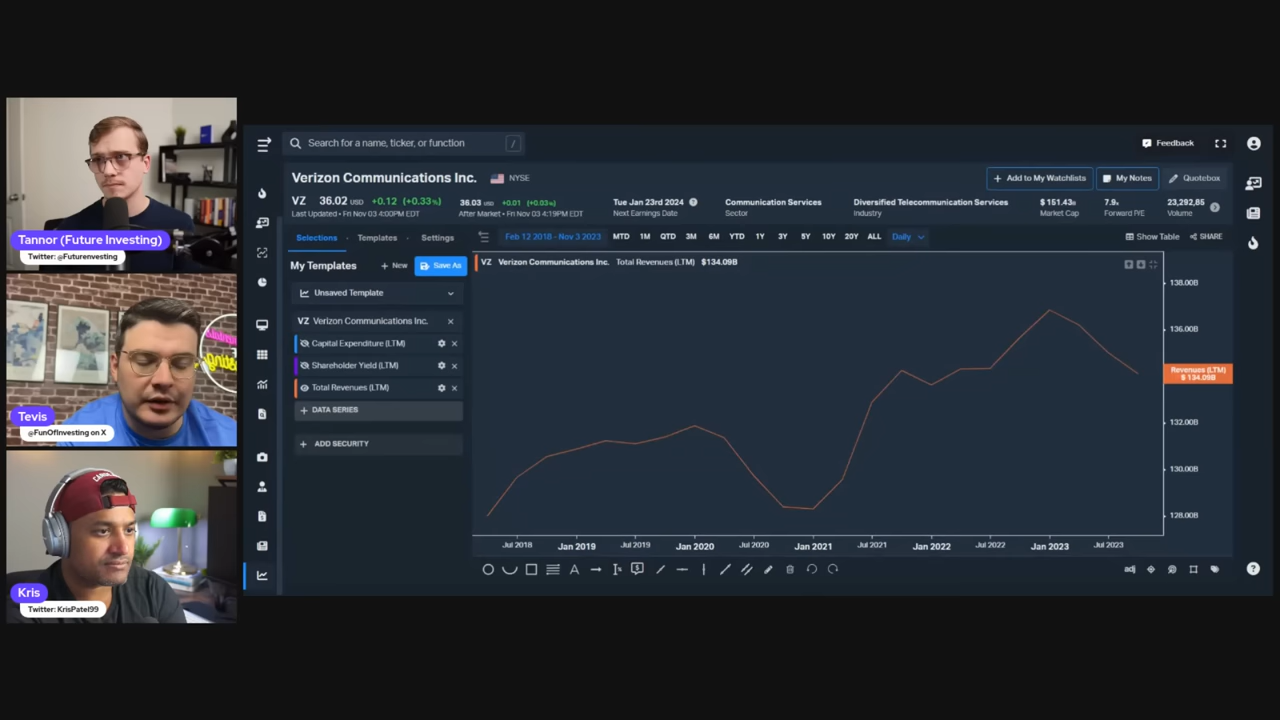 Tannor (Future Investing)
Twitter: @Futurenvesting
Tevis
@FunOfInvesting on X
Kris
Twitter: KrisPatel99
Search for a name, ticker, or function
/
Feedback
Verizon Communications Inc.
NYSE
+ Add to My Watchlists
My Notes
Quotebox
VZ 36.02 USD +0.12 (+0.33%)
Last Updated • Fri Nov 03 4:00PM EDT
36.03 USD +0.01 (+0.03%)
After Market • Fri Nov 03 4:19PM EDT
Tue Jan 23rd 2024
Next Earnings Date
Communication Services
Sector
Diversified Telecommunication Services
Industry
$ 151.43B
Market Cap
7.9x
Forward P/E
23,292.85
Volume
Selections
Templates
Settings
Feb 12 2018 - Nov 3 2023 MTD 1M QTD 3M 6M YTD 1Y 3Y 5Y 10Y 20Y ALL Daily
Show Table
SHARE
My Templates
+ New
Save As
Unsaved Template
VZ Verizon Communications Inc.
Capital Expenditure (LTM)
Shareholder Yield (LTM)
Total Revenues (LTM)
+ DATA SERIES
+ ADD SECURITY
VZ Verizon Communications Inc. Total Revenues (LTM) $134.09B
138.00B
136.00B
Revenues (LTM)
$ 134.09B
132.00B
130.00B
128.00B
Jul 2018 Jan 2019 Jul 2019 Jan 2020 Jul 2020 Jan 2021 Jul 2021 Jan 2022 Jul 2022 Jan 2023 Jul 2023
adj